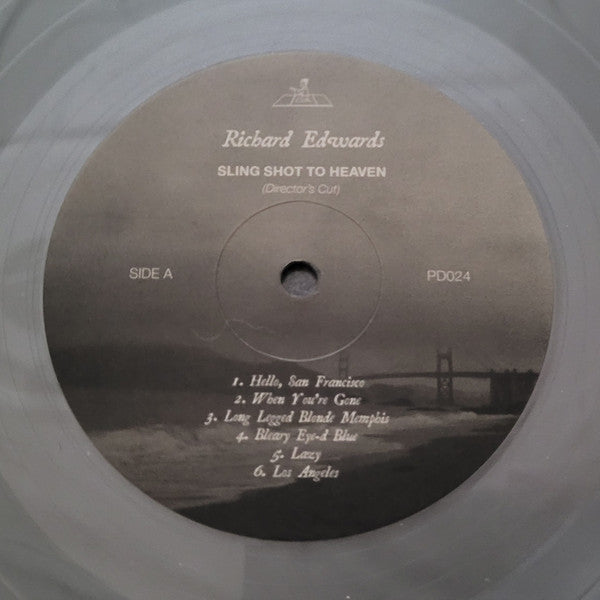 Richard Edwards
SLING SHOT TO HEAVEN
(Director's Cut)
SIDE A
PD024
1. Hello, San Francisco
2. When You're Gone
3. Long Legged Blonde Memphis
4. Bleary Eye-d Blue
5. Lazy
6. Los Angeles